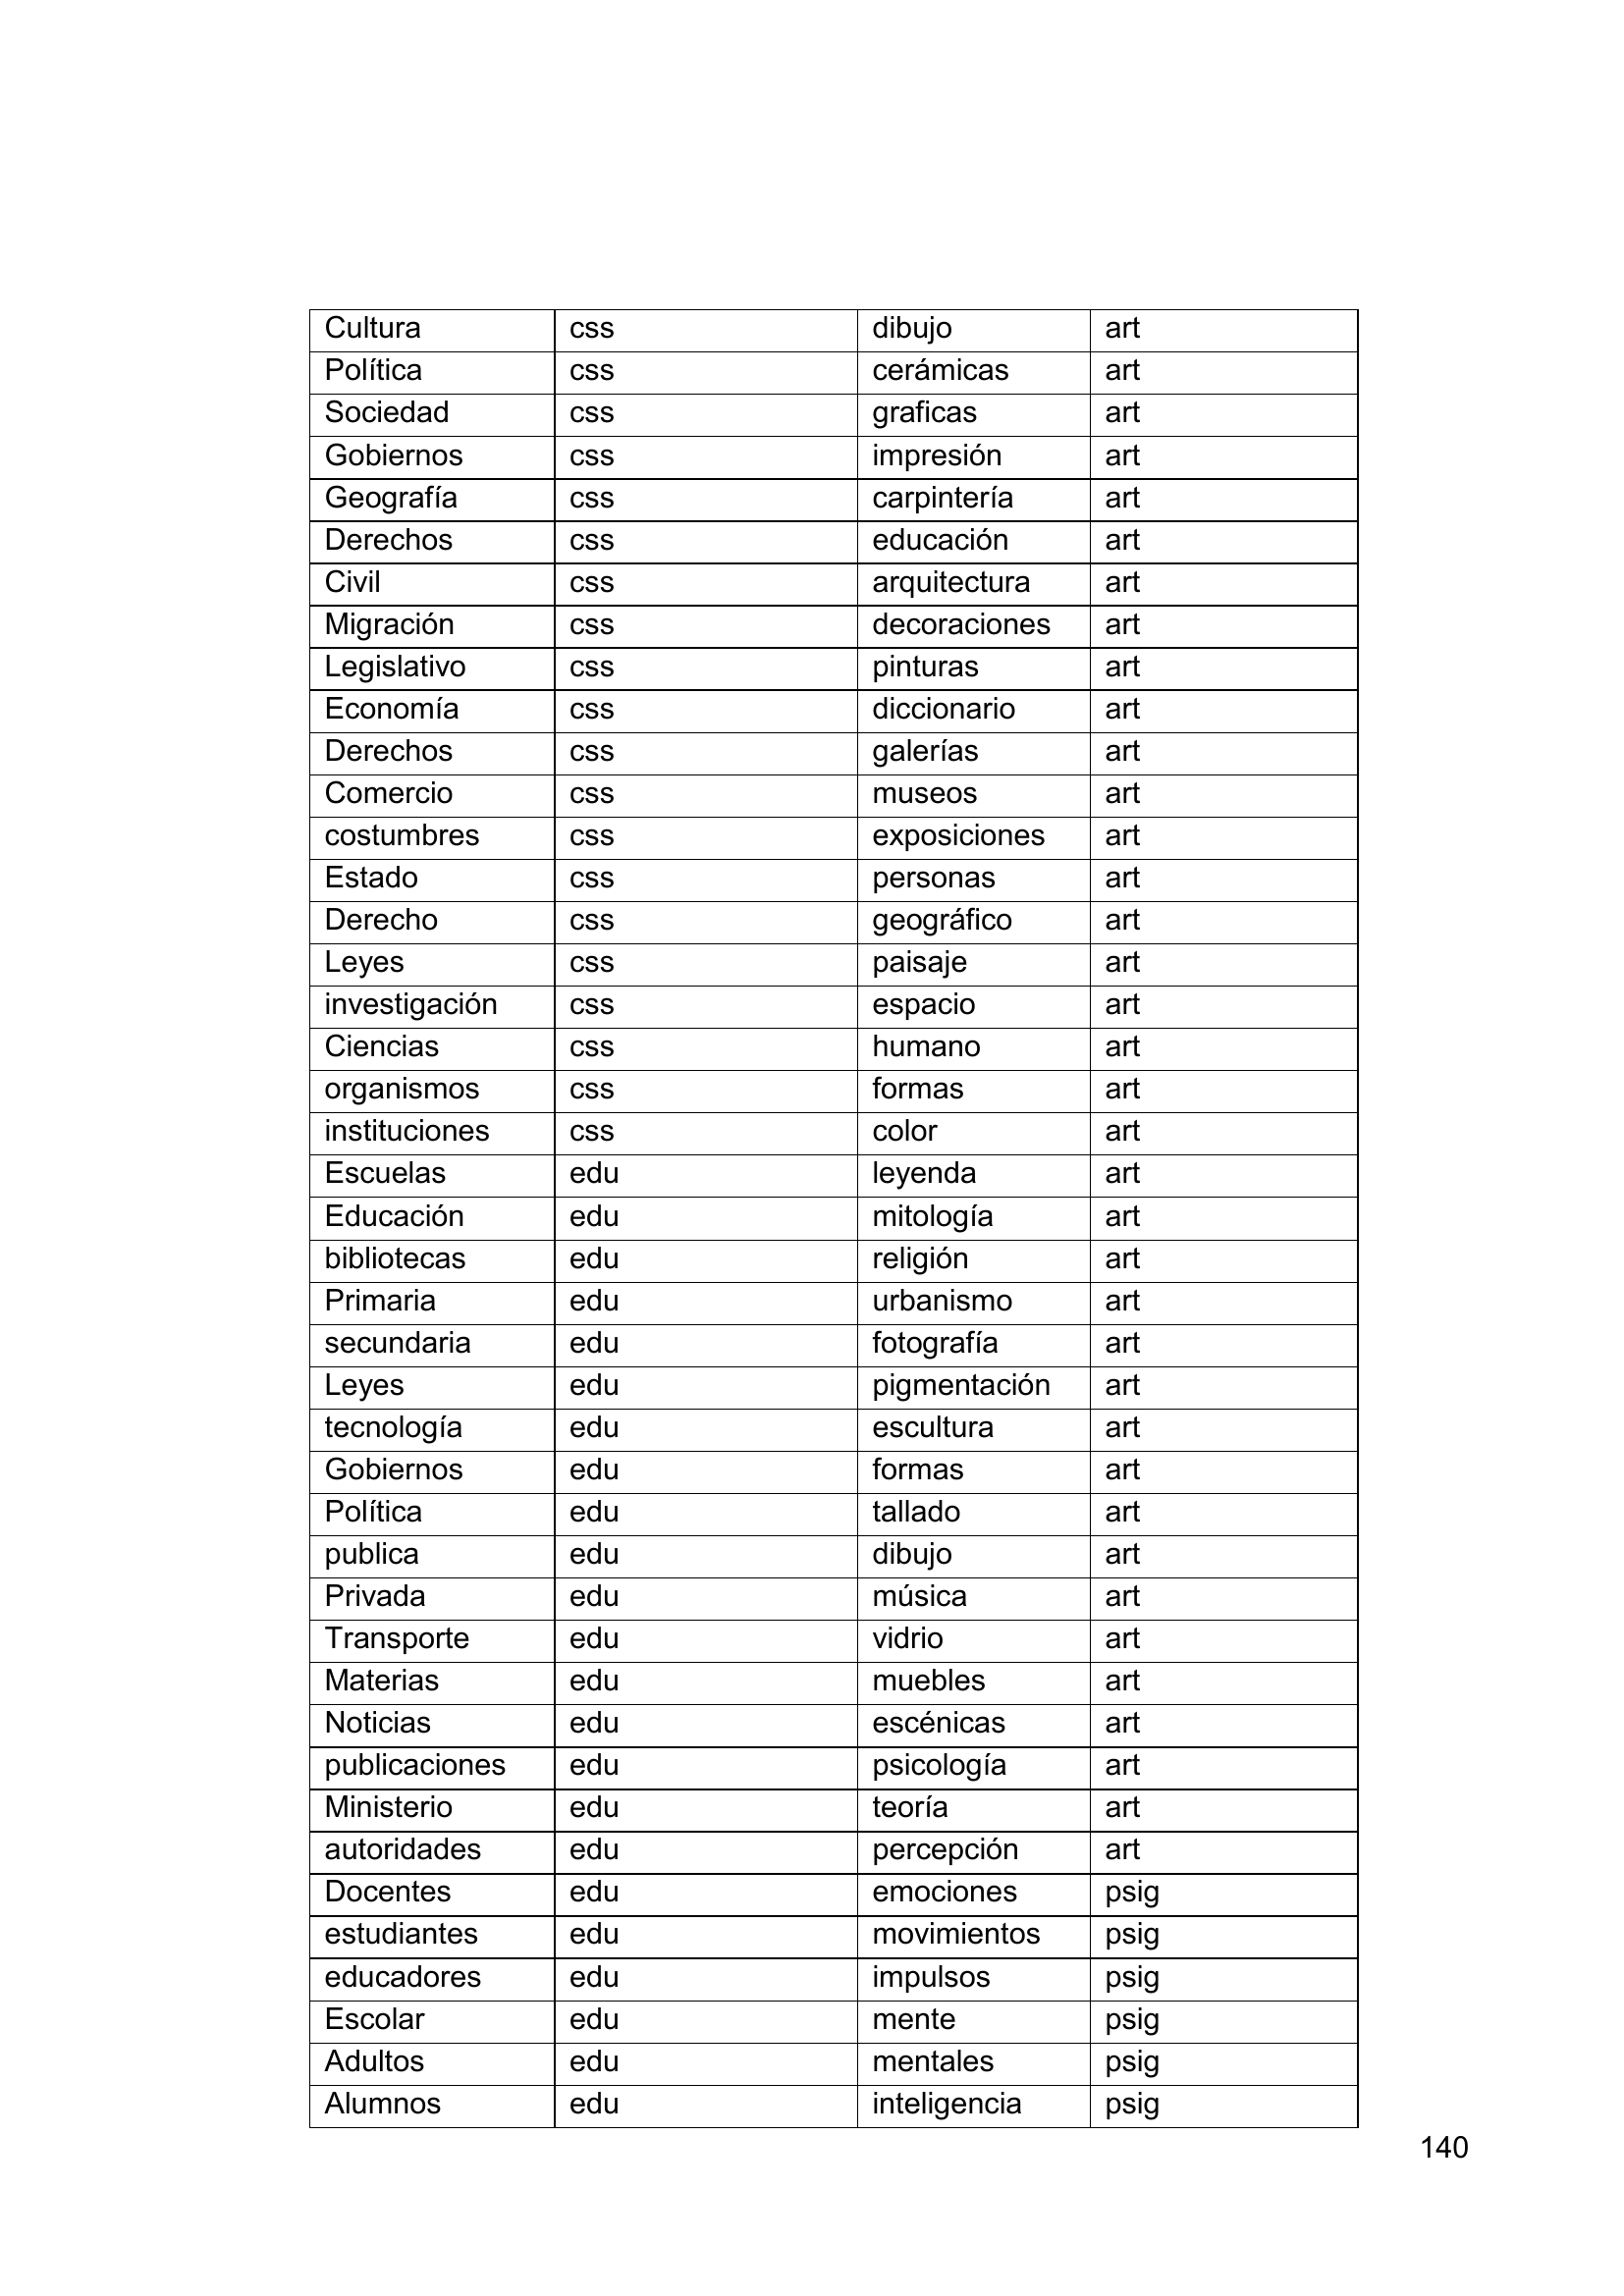 Cultura css dibujo art
Política css cerámicas art
Sociedad css graficas art
Gobiernos css impresión art
Geografía css carpintería art
Derechos css educación art
Civil css arquitectura art
Migración css decoraciones art
Legislativo css pinturas art
Economía css diccionario art
Derechos css galerías art
Comercio css museos art
costumbres css exposiciones art
Estado css personas art
Derecho css geográfico art
Leyes css paisaje art
investigación css espacio art
Ciencias css humano art
organismos css formas art
instituciones css color art
Escuelas edu leyenda art
Educación edu mitología art
bibliotecas edu religión art
Primaria edu urbanismo art
secundaria edu fotografía art
Leyes edu pigmentación art
tecnología edu escultura art
Gobiernos edu formas art
Política edu tallado art
publica edu dibujo art
Privada edu música art
Transporte edu vidrio art
Materias edu muebles art
Noticias edu escénicas art
publicaciones edu psicología art
Ministerio edu teoría art
autoridades edu percepción art
Docentes edu emociones psig
estudiantes edu movimientos psig
educadores edu impulsos psig
Escolar edu mente psig
Adultos edu mentales psig
Alumnos edu inteligencia psig
140